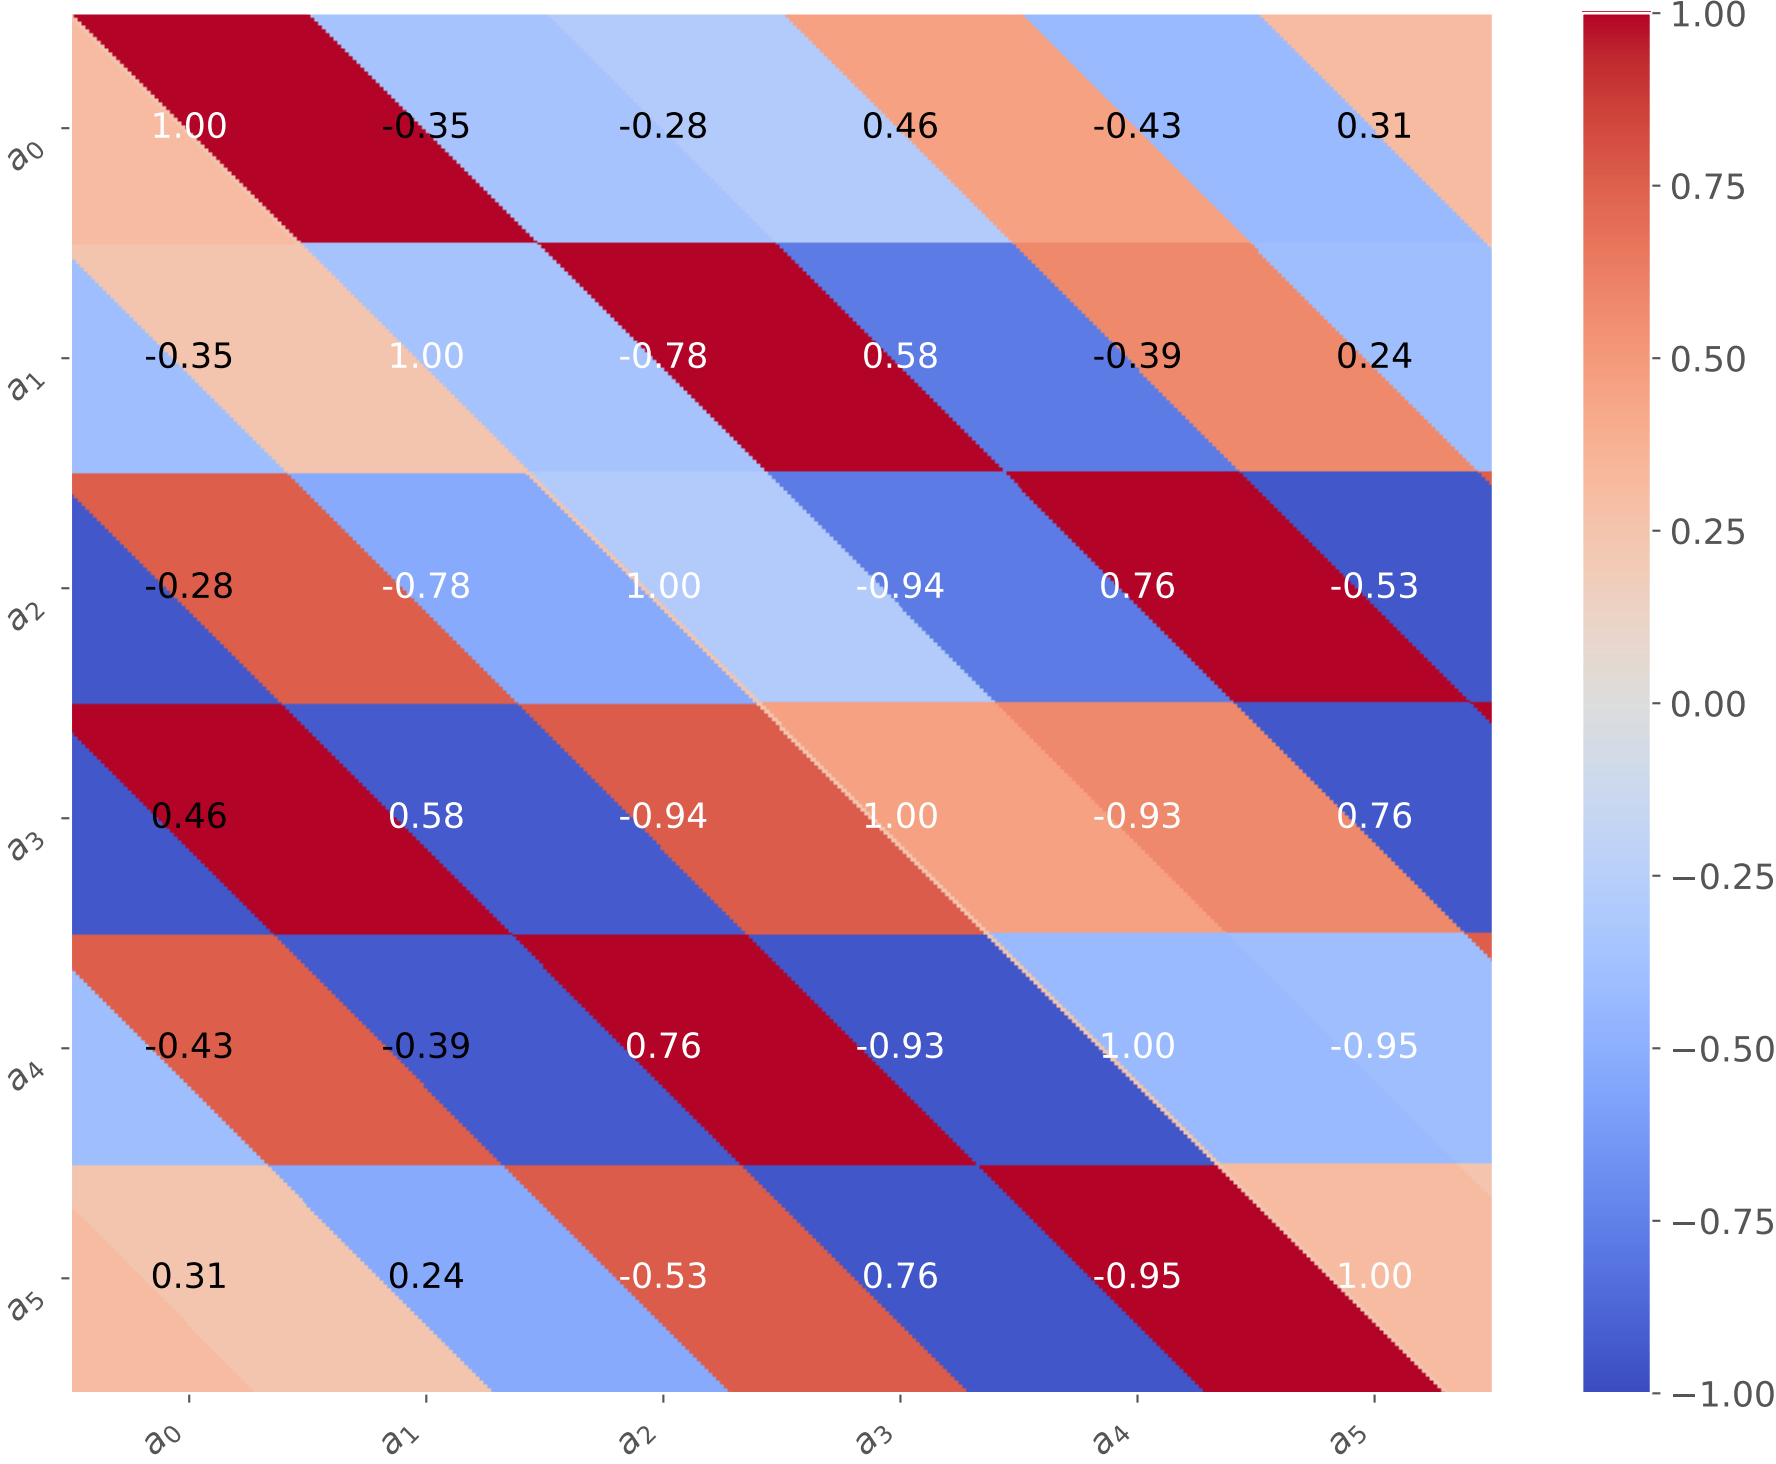 1.00
a0 1.00 -0.35 -0.28 0.46 -0.43 0.31
0.75
a1 -0.35 1.00 -0.78 0.58 -0.39 0.24
0.50
0.25
a2 -0.28 -0.78 1.00 -0.94 0.76 -0.53
0.00
a3 0.46 0.58 -0.94 1.00 -0.93 0.76
−0.25
a4 -0.43 -0.39 0.76 -0.93 1.00 -0.95
−0.50
−0.75
a5 0.31 0.24 -0.53 0.76 -0.95 1.00
−1.00
a0 a1 a2 a3 a4 a5